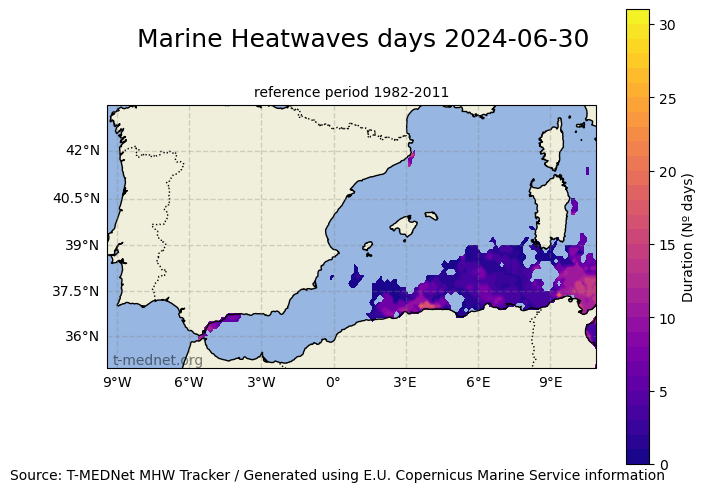 Marine Heatwaves days 2024-06-30
reference period 1982-2011
42°N
40.5°N
39°N
37.5°N
36°N
t-mednet.org
9°W 6°W 3°W 0° 3°E 6°E 9°E
30
25
20
15
10
5
0
Duration (Nº days)
Source: T-MEDNet MHW Tracker / Generated using E.U. Copernicus Marine Service information